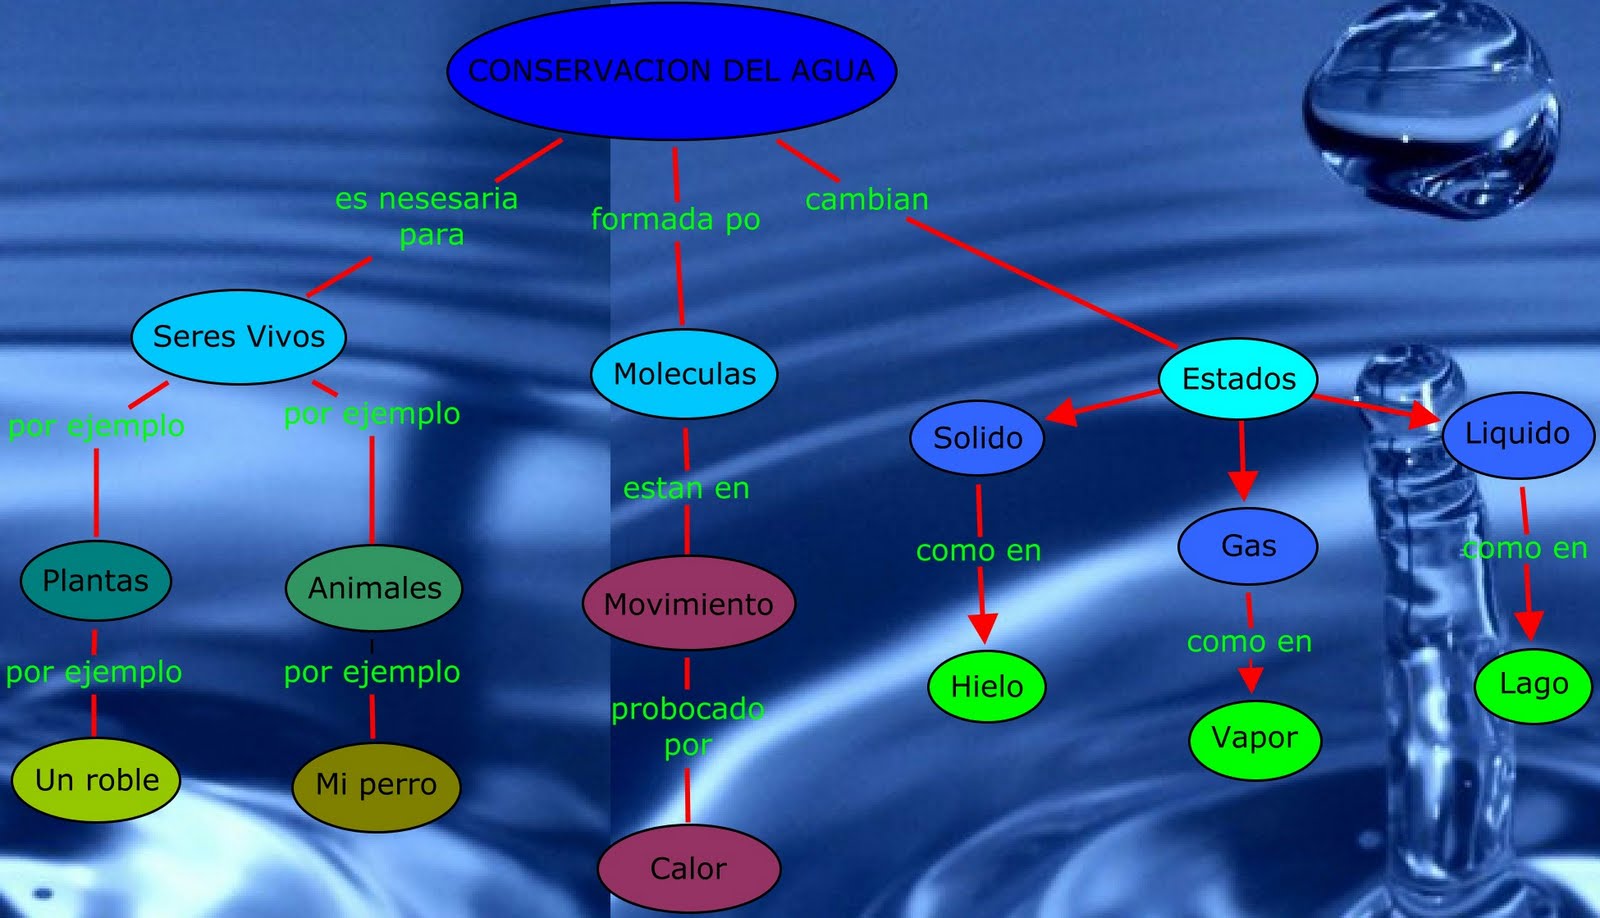 CONSERVACION DEL AGUA
es nesesaria
para
formada po
cambian
Seres Vivos
Moleculas
Estados
por ejemplo
por ejemplo
estan en
Solido
Liquido
Plantas
Animales
Movimiento
como en
Gas
como en
por ejemplo
por ejemplo
probocado
por
Hielo
como en
Lago
Un roble
Mi perro
Calor
Vapor